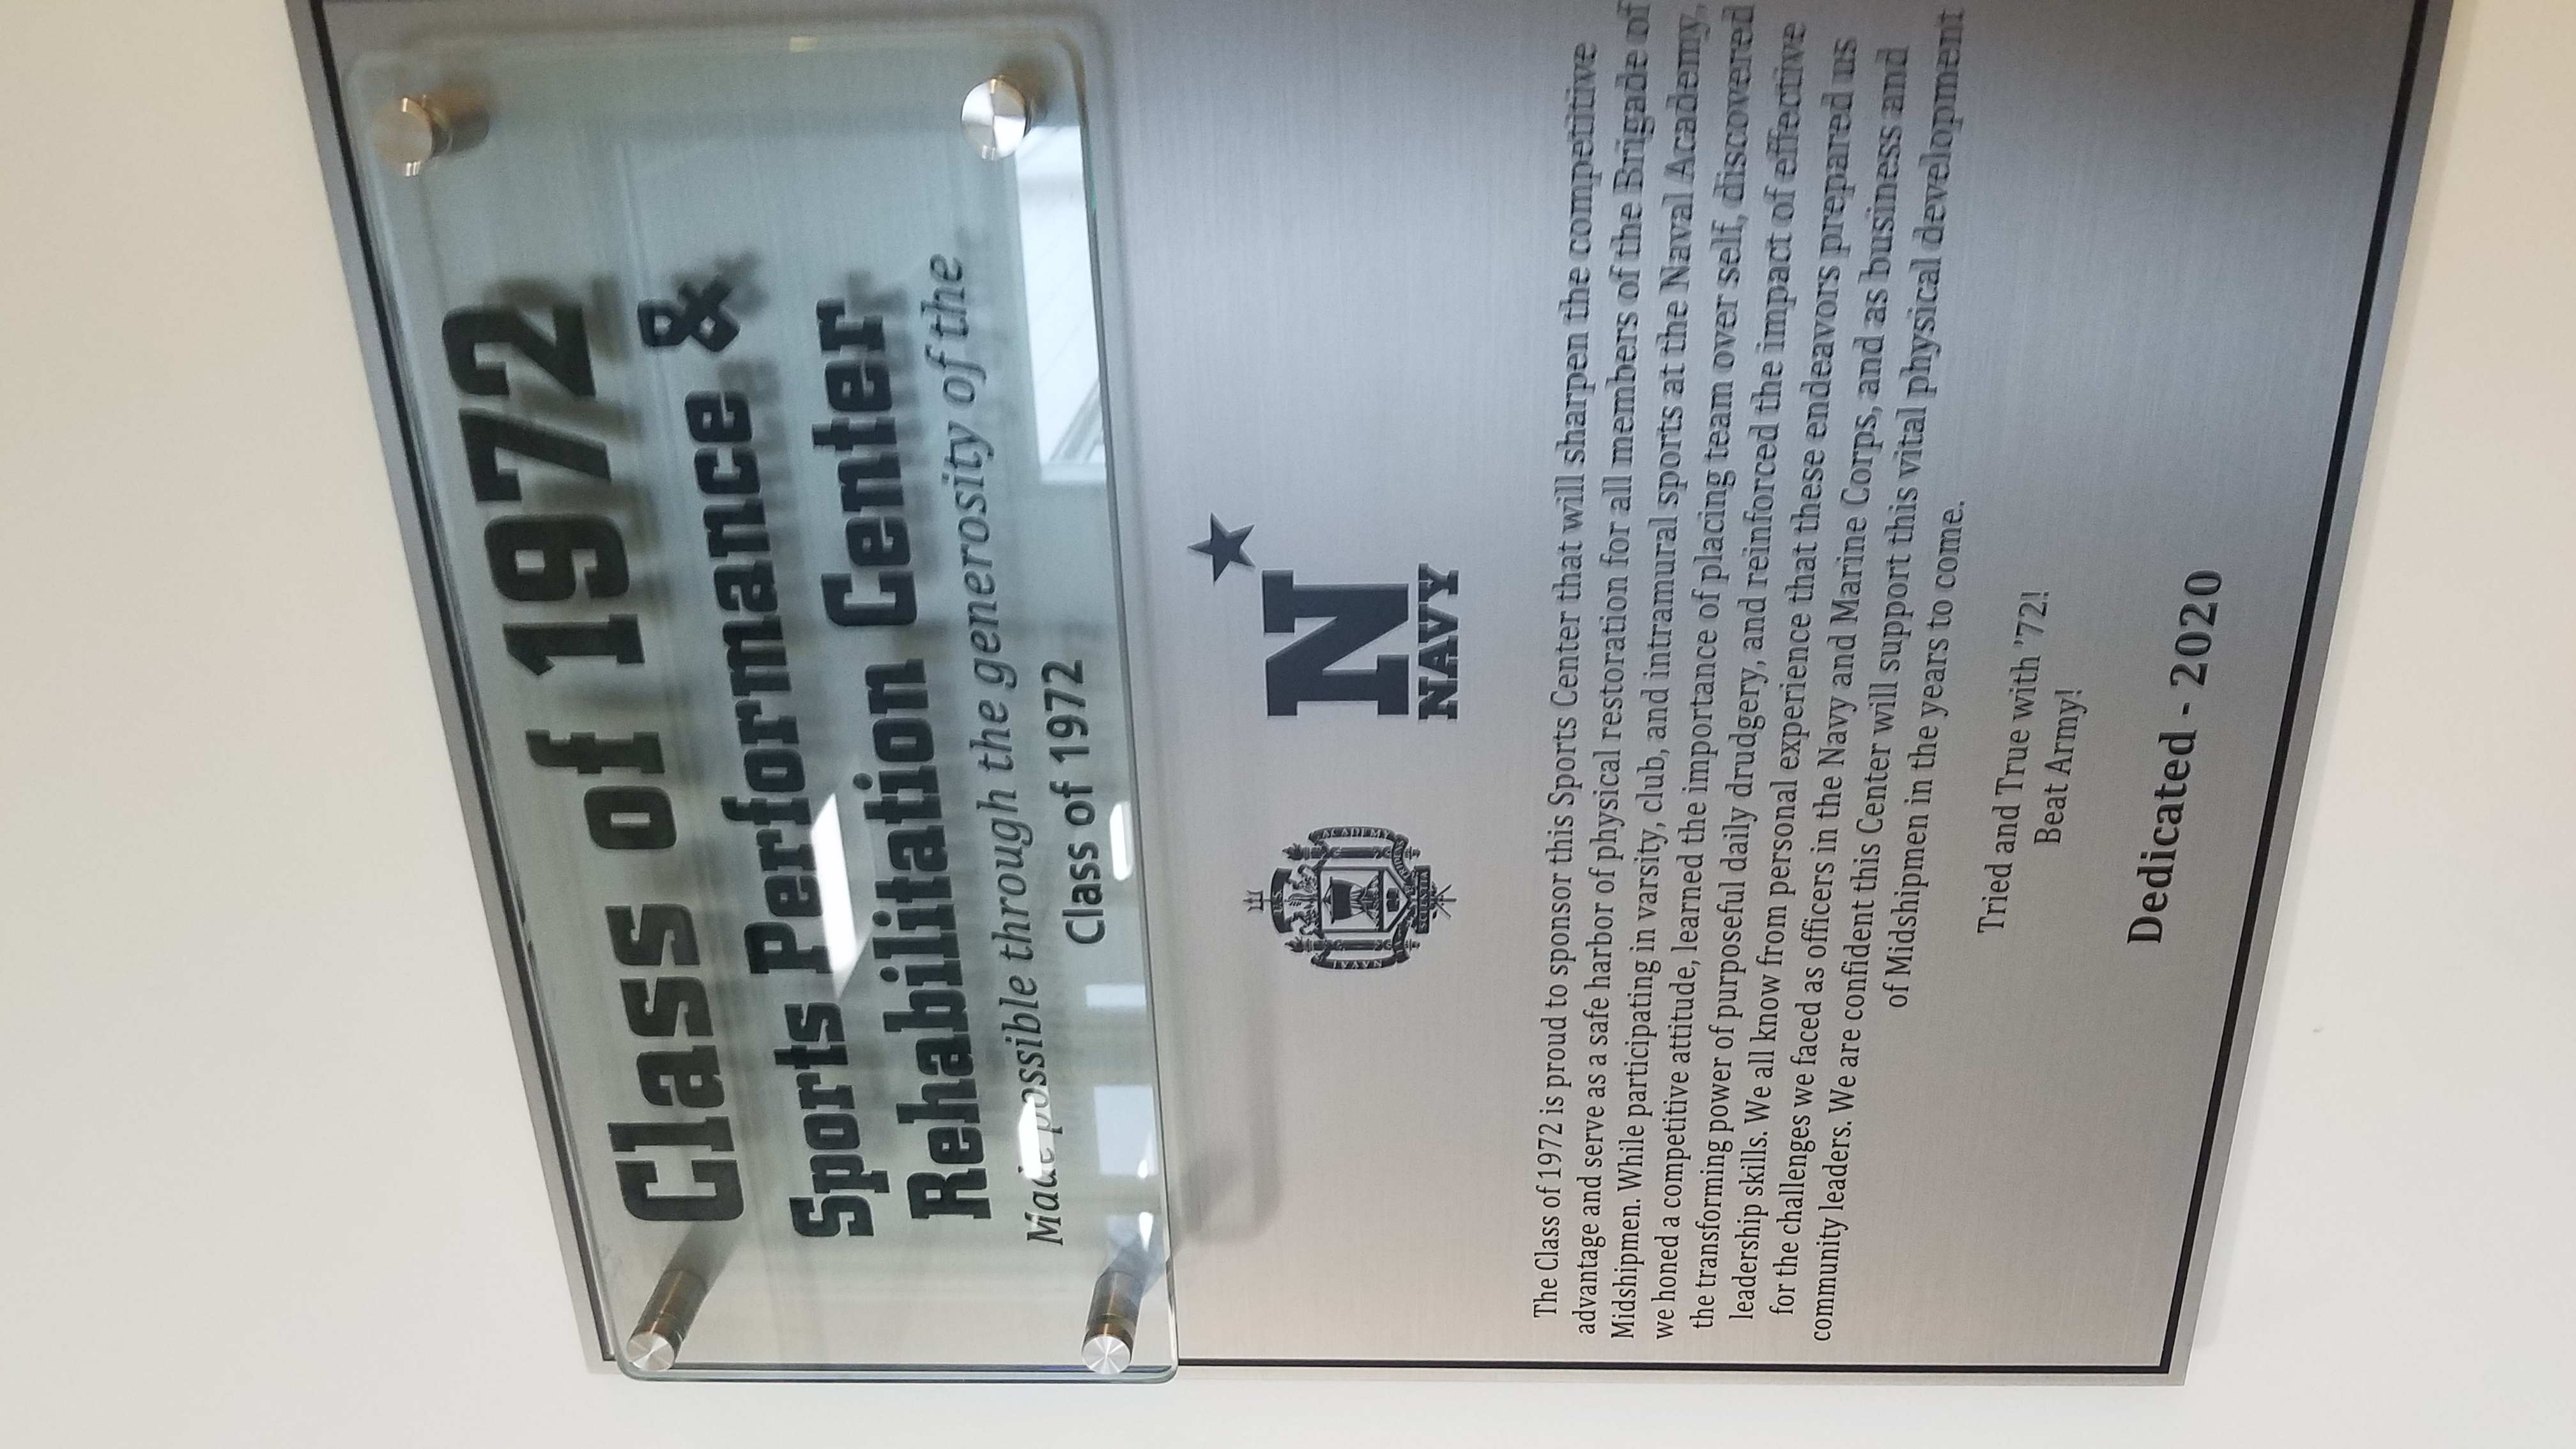 Class of 1972
Sports Performance &
Rehabilitation Center
Made possible through the generosity of the
Class of 1972
N
NAVY
U.S.
NAVAL
ACADEMY
The Class of 1972 is proud to sponsor this Sports Center that will sharpen the competitive
advantage and serve as a safe harbor of physical restoration for all members of the Brigade of
Midshipmen. While participating in varsity, club, and intramural sports at the Naval Academy,
we honed a competitive attitude, learned the importance of placing team over self, discovered
the transforming power of purposeful daily drudgery, and reinforced the impact of effective
leadership skills. We all know from personal experience that these endeavors prepared us
for the challenges we faced as officers in the Navy and Marine Corps, and as business and
community leaders. We are confident this Center will support this vital physical development
of Midshipmen in the years to come.
Tried and True with '72!
Beat Army!
Dedicated - 2020